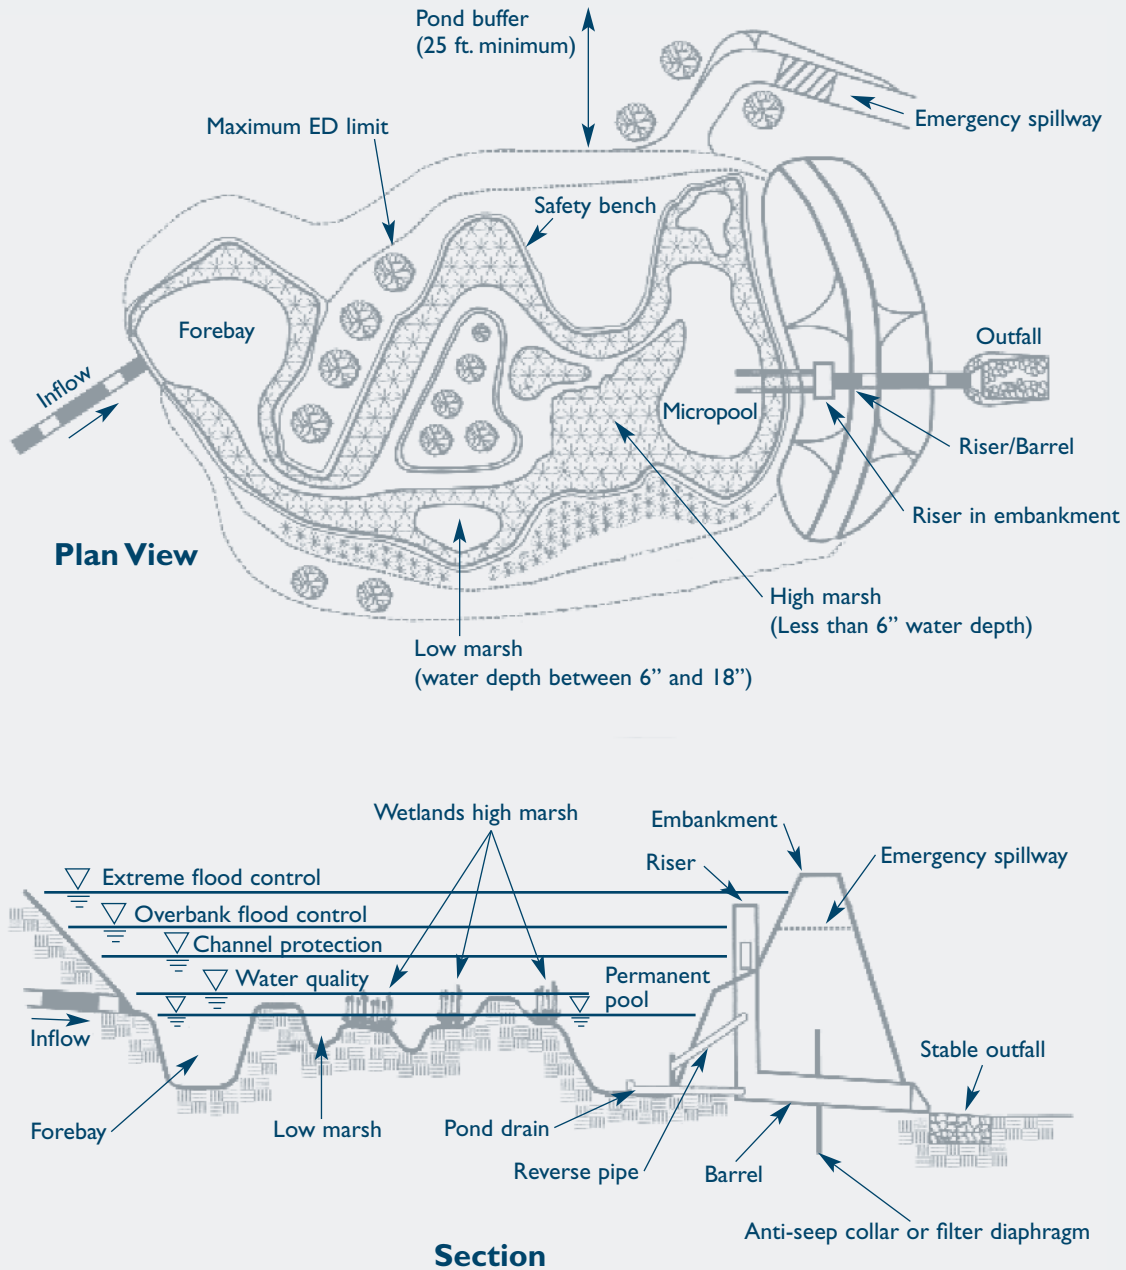 Pond buffer
(25 ft. minimum)
Emergency spillway
Maximum ED limit
Safety bench
Forebay
Outfall
Inflow
Micropool
Riser/Barrel
Riser in embankment
Plan View
High marsh
(Less than 6” water depth)
Low marsh
(water depth between 6” and 18”)
Wetlands high marsh
Embankment
Riser
Emergency spillway
Extreme flood control
Overbank flood control
Channel protection
Water quality
Permanent
pool
Inflow
Stable outfall
Forebay
Low marsh
Pond drain
Reverse pipe
Barrel
Anti-seep collar or filter diaphragm
Section